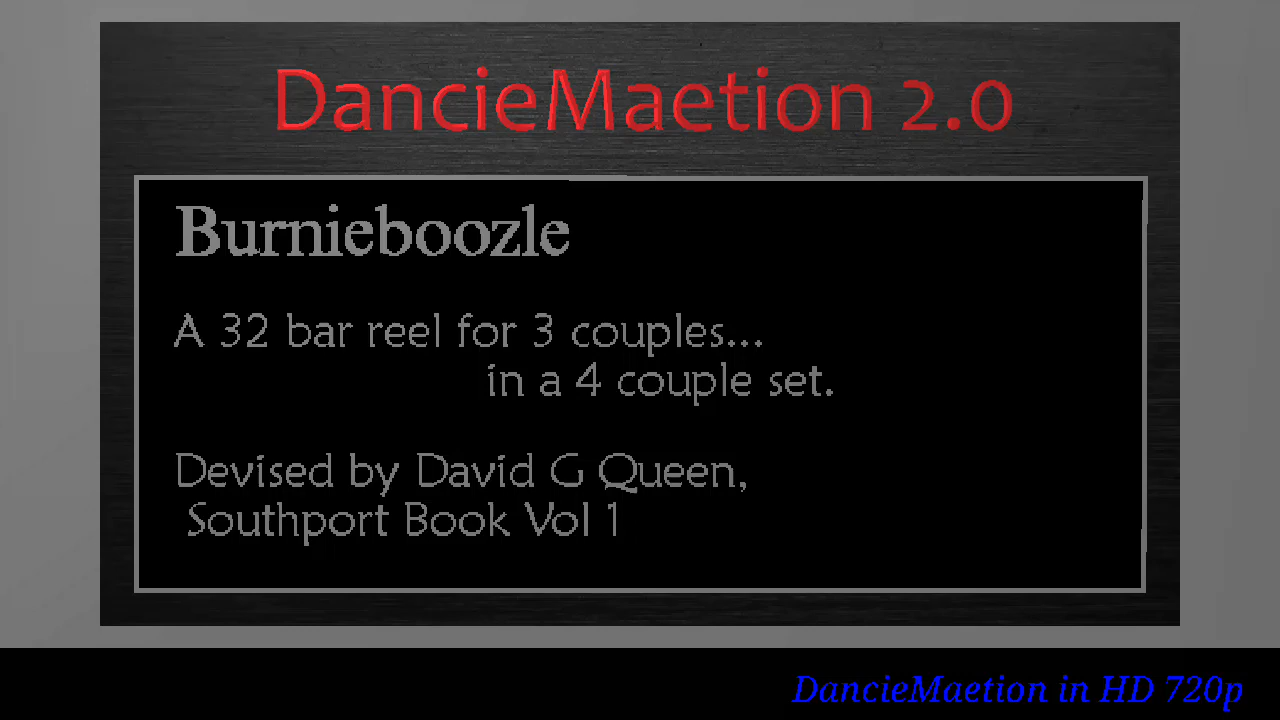 DancieMaetion 2.0
Burnieboozle
A 32 bar reel for 3 couples...
in a 4 couple set.
Devised by David G Queen,
Southport Book Vol 1
DancieMaetion in HD 720p